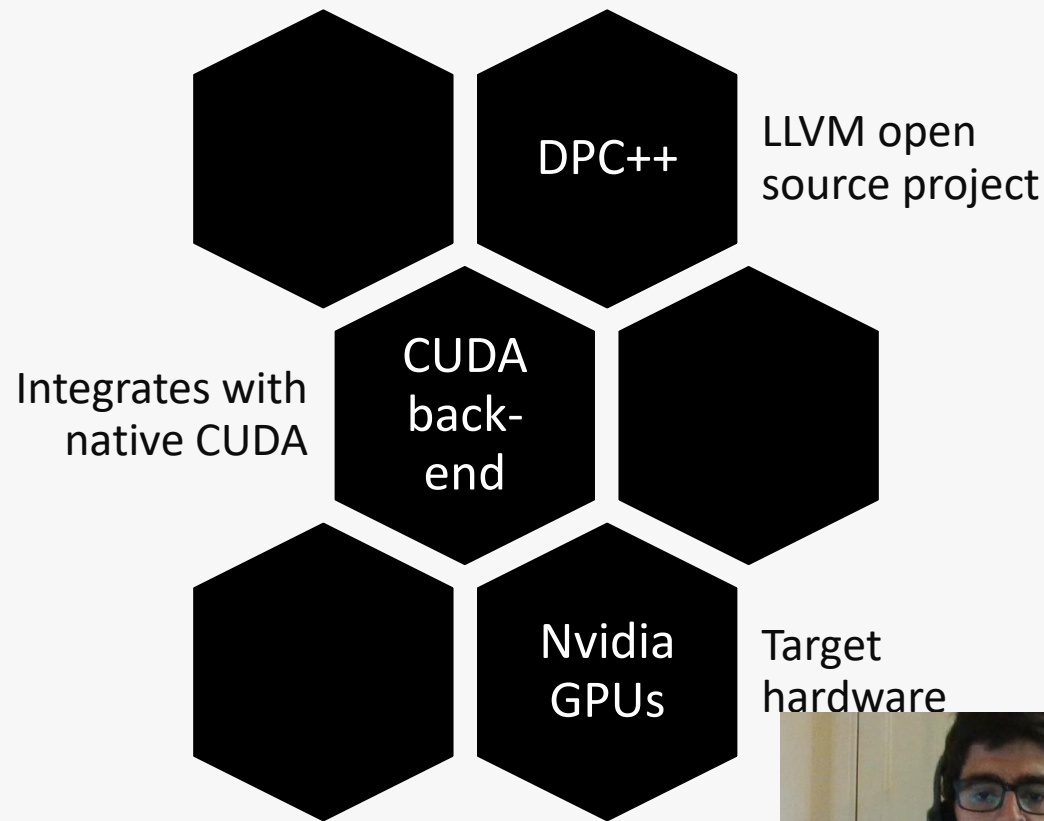 DPC++
LLVM open
source project
Integrates with
native CUDA
CUDA
back-
end
Nvidia
GPUs
Target
hardware